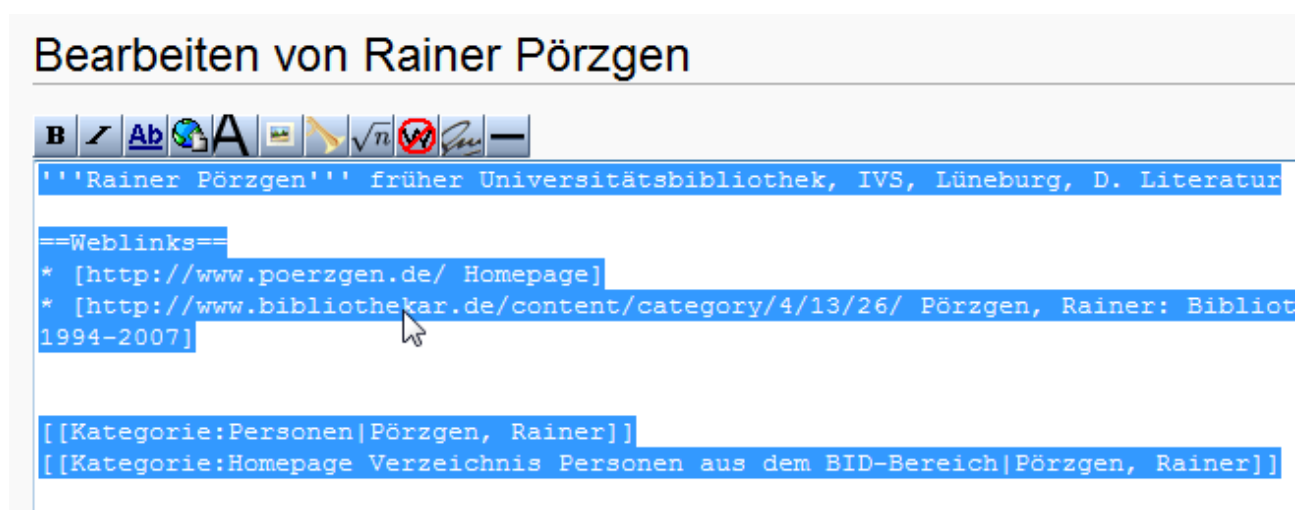 Bearbeiten von Rainer Pörzgen
B I Ab A √n W
'''Rainer Pörzgen''' früher Universitätsbibliothek, IVS, Lüneburg, D. Literatur
==Weblinks==
* [http://www.poerzgen.de/ Homepage]
* [http://www.bibliothekar.de/content/category/4/13/26/ Pörzgen, Rainer: Bibliot
1994-2007]
[[Kategorie:Personen|Pörzgen, Rainer]]
[[Kategorie:Homepage Verzeichnis Personen aus dem BID-Bereich|Pörzgen, Rainer]]